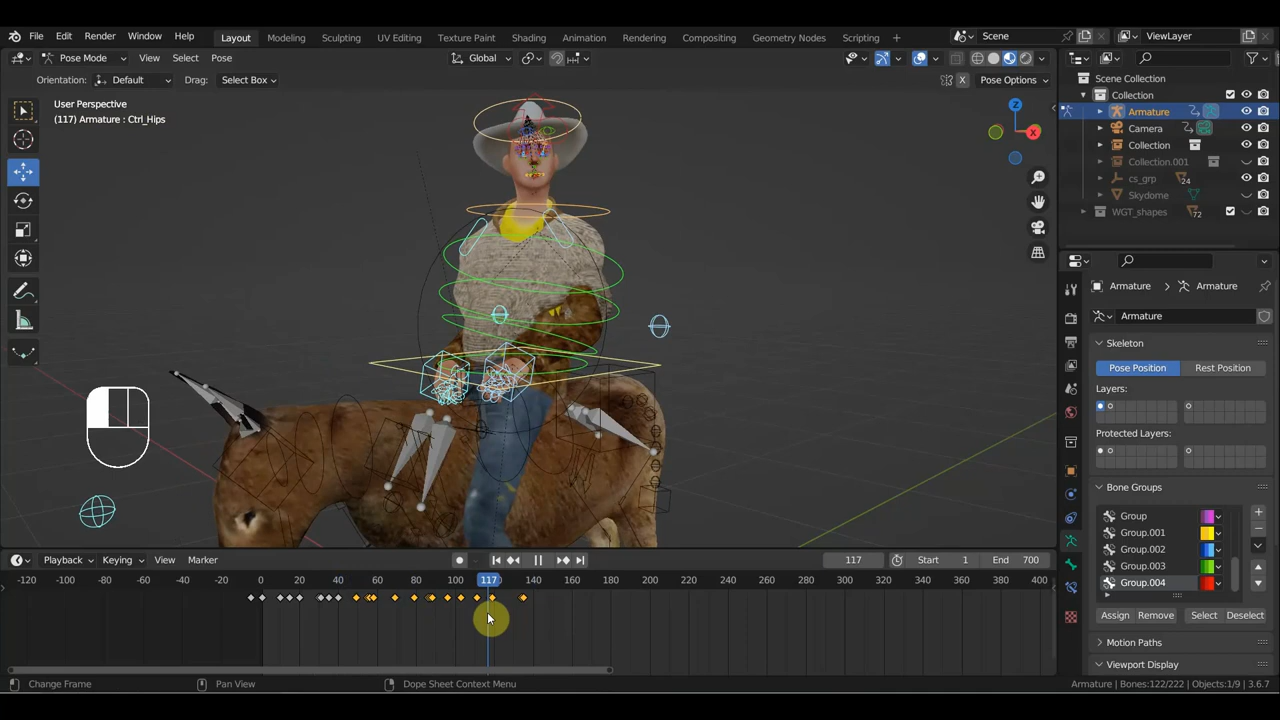 File Edit Render Window Help Layout Modeling Sculpting UV Editing Texture Paint Shading Animation Rendering Compositing Geometry Nodes Scripting + Scene ViewLayer
Pose Mode View Select Pose Global
Orientation: Default Drag: Select Box X Pose Options
User Perspective
(117) Armature : Ctrl_Hips
Z
X
Scene Collection
Collection
Armature
Camera
Collection
Collection.001
cs_grp 24
Skydome
WGT_shapes 72
Armature Armature
Armature
Skeleton
Pose Position Rest Position
Layers:
Protected Layers:
Bone Groups
Group
Group.001
Group.002
Group.003
Group.004
Assign Remove Select Deselect
Motion Paths
Viewport Display
Playback Keying View Marker 117 Start 1 End 700
-120 -100 -80 -60 -40 -20 0 20 40 60 80 100 117 140 160 180 200 220 240 260 280 300 320 340 360 380 400
Change Frame Pan View Dope Sheet Context Menu Armature | Bones:122/222 | Objects:1/9 | 3.6.7